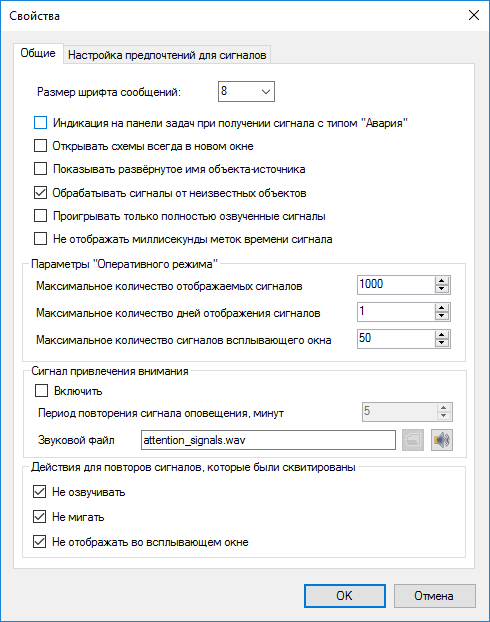 Свойства
Общие Настройка предпочтений для сигналов
Размер шрифта сообщений: 8
Индикация на панели задач при получении сигнала с типом "Авария"
Открывать схемы всегда в новом окне
Показывать развёрнутое имя объекта-источника
Обрабатывать сигналы от неизвестных объектов
Проигрывать только полностью озвученные сигналы
Не отображать миллисекунды меток времени сигнала
Параметры "Оперативного режима"
Максимальное количество отображаемых сигналов 1000
Максимальное количество дней отображения сигналов 1
Максимальное количество сигналов всплывающего окна 50
Сигнал привлечения внимания
Включить
Период повторения сигнала оповещения, минут 5
Звуковой файл attention_signals.wav
Действия для повторов сигналов, которые были сквитированы
Не озвучивать
Не мигать
Не отображать во всплывающем окне
OK Отмена